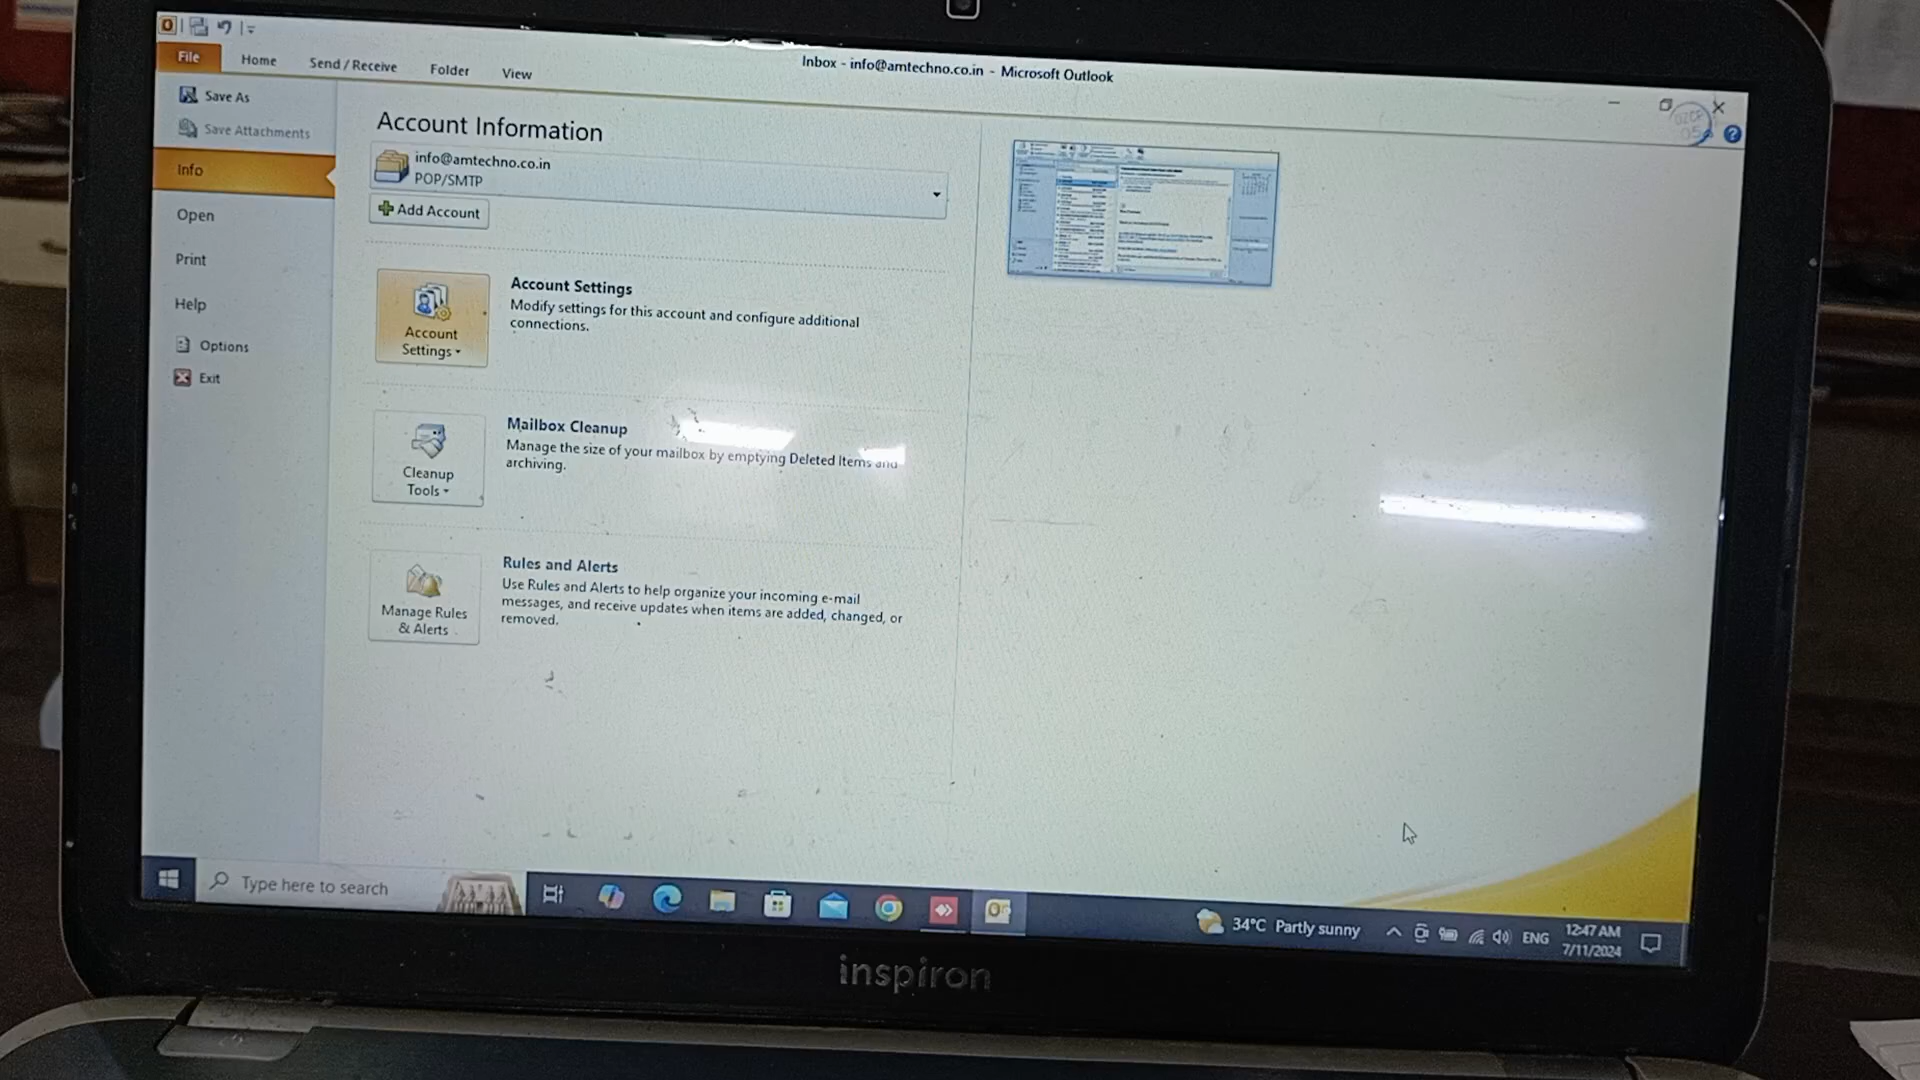 Inbox - info@amtechno.co.in - Microsoft Outlook
File
Home
Send / Receive
Folder
View
Save As
Save Attachments
Info
Open
Print
Help
Options
Exit
Account Information
info@amtechno.co.in
POP/SMTP
Add Account
Account
Settings
Account Settings
Modify settings for this account and configure additional
connections.
Cleanup
Tools
Mailbox Cleanup
Manage the size of your mailbox by emptying Deleted Items and
archiving.
Manage Rules
& Alerts
Rules and Alerts
Use Rules and Alerts to help organize your incoming e-mail
messages, and receive updates when items are added, changed, or
removed.
Type here to search
34°C Partly sunny
ENG
12:47 AM
7/11/2024
inspiron